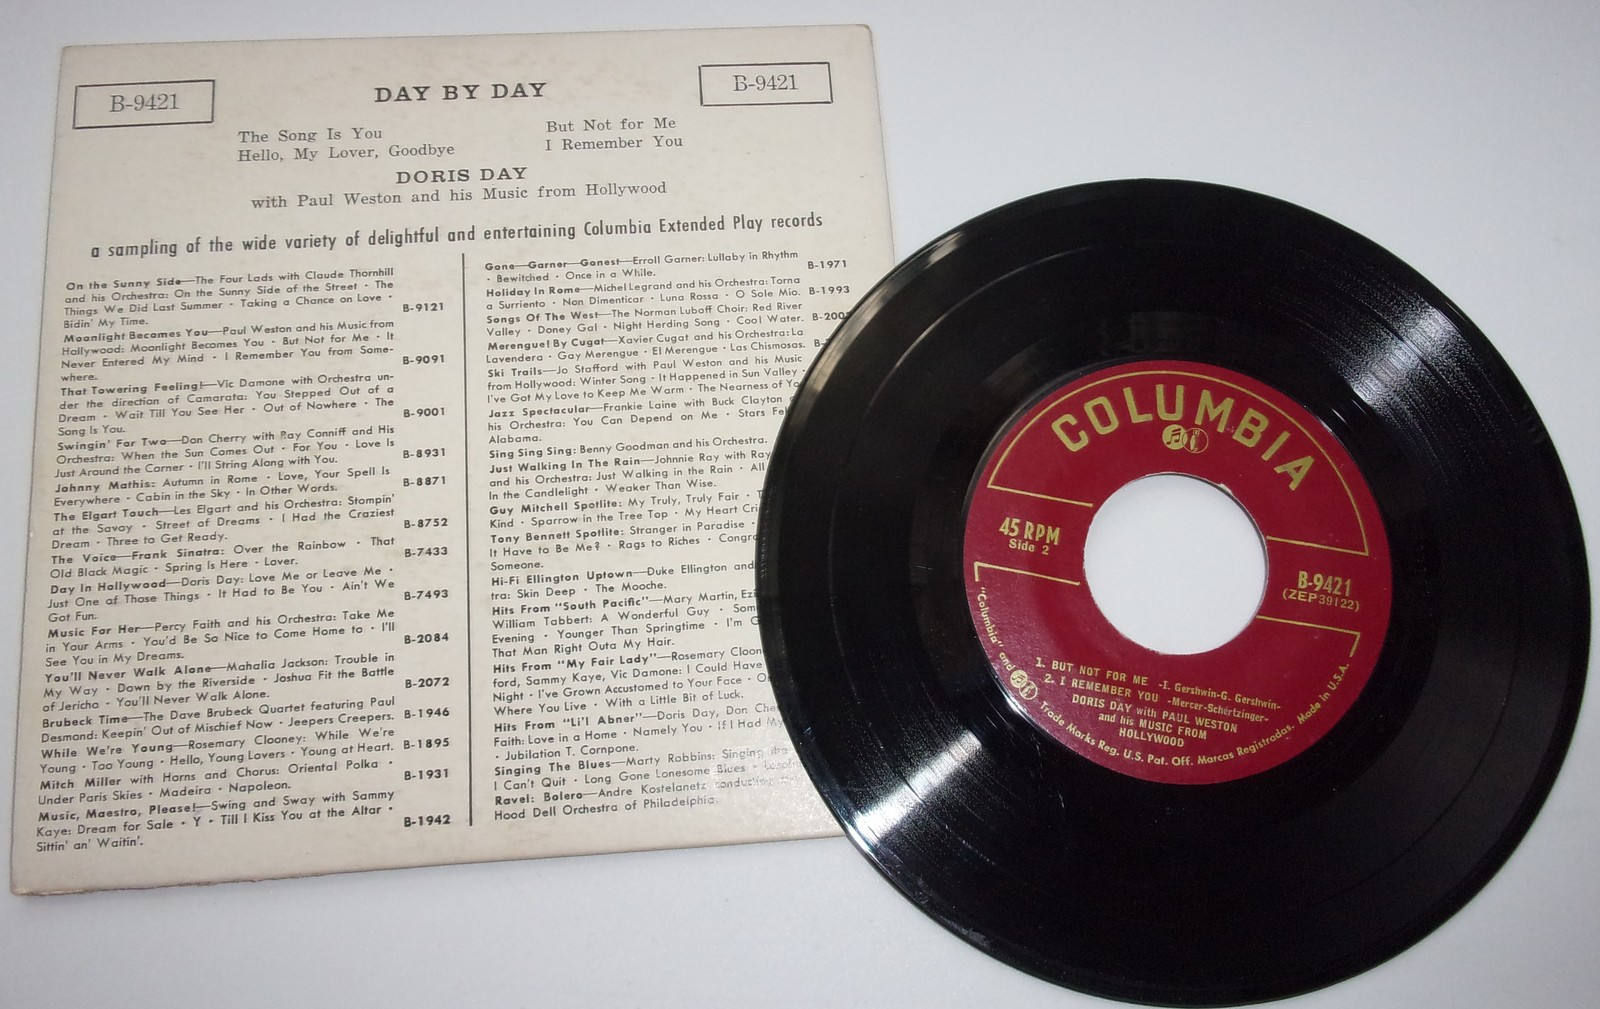 B-9421
DAY BY DAY
B-9421
The Song Is You
Hello, My Lover, Goodbye
But Not for Me
I Remember You
DORIS DAY
with Paul Weston and his Music from Hollywood
a sampling of the wide variety of delightful and entertaining Columbia Extended Play records
On the Sunny Side—The Four Lads with Claude Thornhill
and his Orchestra: On the Sunny Side of the Street · The
Things We Did Last Summer · Taking a Chance on Love ·
Bidin' My Time. B-9121
Moonlight Becomes You—Paul Weston and his Music from
Hollywood: Moonlight Becomes You · But Not for Me · It
Never Entered My Mind · I Remember You from Some-
where. B-9091
That Towering Feeling!—Vic Damone with Orchestra un-
der the direction of Camarata: You Stepped Out of a
Dream · Wait Till You See Her · Out of Nowhere · The
Song Is You. B-9001
Swingin' For Two—Don Cherry with Ray Conniff and His
Orchestra: When the Sun Comes Out · For You · Love Is
Just Around the Corner · I'll String Along with You. B-8931
Johnny Mathis: Autumn in Rome · Love, Your Spell Is
Everywhere · Cabin in the Sky · In Other Words. B-8871
The Elgart Touch—Les Elgart and his Orchestra: Stompin'
at the Savoy · Street of Dreams · I Had the Craziest
Dream · Three to Get Ready. B-8752
The Voice—Frank Sinatra: Over the Rainbow · That
Old Black Magic · Spring Is Here · Lover. B-7433
Day In Hollywood—Doris Day: Love Me or Leave Me ·
Just One of Those Things · It Had to Be You · Ain't We
Got Fun. B-7493
Music For Her—Percy Faith and his Orchestra: Take Me
in Your Arms · You'd Be So Nice to Come Home to · I'll
See You in My Dreams. B-2084
You'll Never Walk Alone—Mahalia Jackson: Trouble in
My Way · Down by the Riverside · Joshua Fit the Battle
of Jericho · You'll Never Walk Alone. B-2072
Brubeck Time—The Dave Brubeck Quartet featuring Paul
Desmond: Keepin' Out of Mischief Now · Jeepers Creepers. B-1946
While We're Young—Rosemary Clooney: While We're
Young · Too Young · Hello, Young Lovers · Young at Heart. B-1895
Mitch Miller with Horns and Chorus: Oriental Polka ·
Under Paris Skies · Madeira · Napoleon. B-1931
Music, Maestro, Please!—Swing and Sway with Sammy
Kaye: Dream for Sale · Y · Till I Kiss You at the Altar ·
Sittin' an' Waitin'. B-1942
Gone—Garner—Gonest—Erroll Garner: Lullaby in Rhythm
· Bewitched · Once in a While. B-1971
Holiday In Rome—Michel Legrand and his Orchestra: Torna
a Surriento · Non Dimenticar · Luna Rossa · O Sole Mio. B-1993
Songs Of The West—The Norman Luboff Choir: Red River
Valley · Doney Gal · Night Herding Song · Cool Water.
Merengue! By Cugat—Xavier Cugat and his Orchestra: La
Lavendera · Gay Merengue · El Merengue · Las Chismosas.
Ski Trails—Jo Stafford with Paul Weston and his Music
from Hollywood: Winter Song · It Happened in Sun Valley ·
I've Got My Love to Keep Me Warm · The Nearness of
Jazz Spectacular—Frankie Laine with Buck Clayton
his Orchestra: You Can Depend on Me · Stars
Alabama.
Sing Sing Sing: Benny Goodman and his Orchestra.
Just Walking In The Rain—Johnnie Ray with Ray
and his Orchestra: Just Walking in the Rain · All
In the Candlelight · Weaker Than Wise.
Guy Mitchell Spotlite: My Truly, Truly Fair ·
Kind · Sparrow in the Tree Top · My Heart
Tony Bennett Spotlite: Stranger in Paradise ·
It Have to Be Me? · Rags to Riches ·
Someone.
Hi-Fi Ellington Uptown—Duke Ellington and
tra: Skin Deep · The Mooche.
Hits From "South Pacific"—Mary Martin,
William Tabbert: A Wonderful Guy ·
Evening · Younger Than Springtime · I'm
That Man Right Outa My Hair.
Hits From "My Fair Lady"—Rosemary
ford, Sammy Kaye, Vic Damone: I Could Have
Night · I've Grown Accustomed to Your Face ·
Where You Live · With a Little Bit of Luck.
Hits From "Li'l Abner"—Doris Day, Don
Faith: Love in a Home · Namely You · If I Had
· Jubilation T. Cornpone.
Singing The Blues—Marty Robbins: Singing the
I Can't Quit · Long Gone Lonesome Blues ·
Ravel: Bolero—Andre Kostelanetz conducting
Hood Dell Orchestra of Philadelphia.
COLUMBIA
45 RPM
Side 2
B-9421
(ZEP39122)
1. BUT NOT FOR ME -I. Gershwin-G. Gershwin-
2. I REMEMBER YOU -Mercer-Schertzinger-
DORIS DAY with PAUL WESTON
and his MUSIC FROM
HOLLYWOOD
"Columbia" and Trade Marks Reg. U.S. Pat. Off. Marcas Registradas. Made in U.S.A.